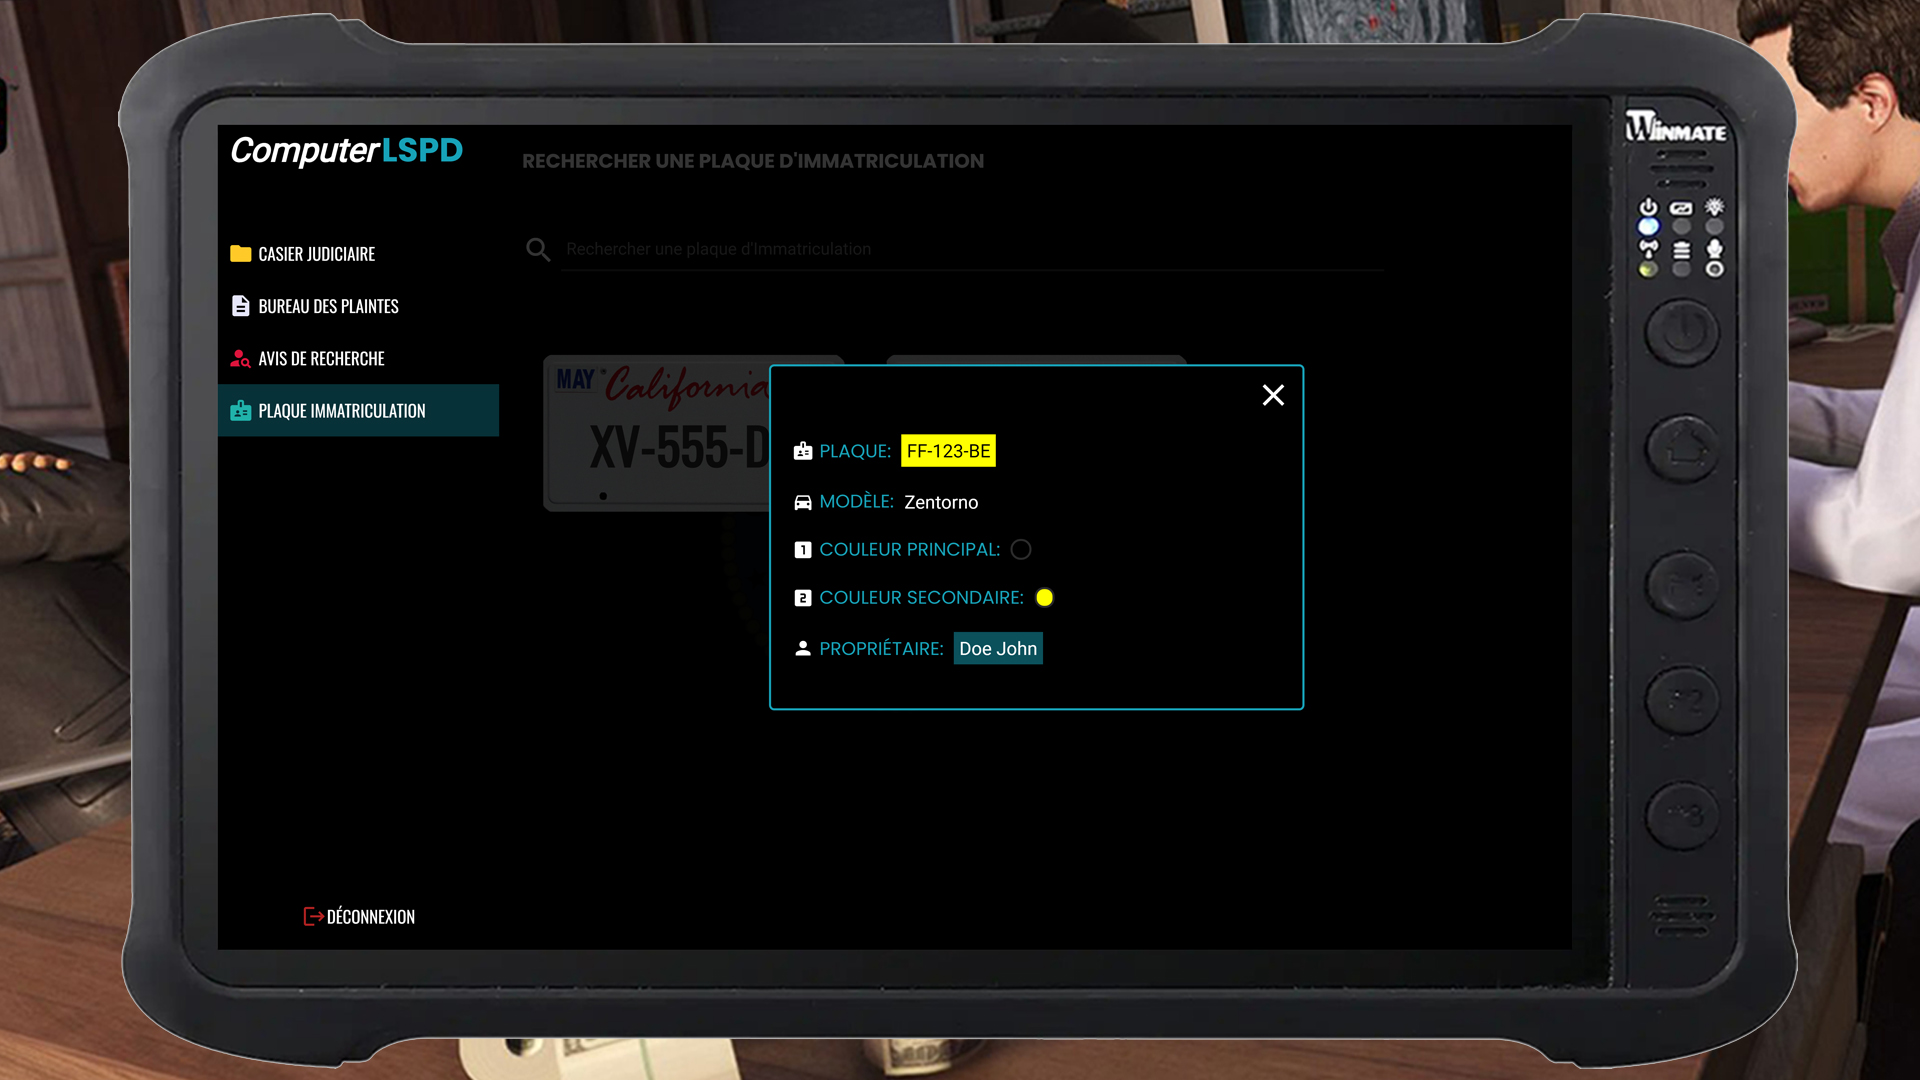 ComputerLSPD
WINMATE
RECHERCHER UNE PLAQUE D'IMMATRICULATION
Rechercher une plaque d'Immatriculation
CASIER JUDICIAIRE
BUREAU DES PLAINTES
AVIS DE RECHERCHE
PLAQUE IMMATRICULATION
MAY California
XV-555-D
PLAQUE: FF-123-BE
MODÈLE: Zentorno
1 COULEUR PRINCIPAL:
2 COULEUR SECONDAIRE:
PROPRIÉTAIRE: Doe John
DÉCONNEXION